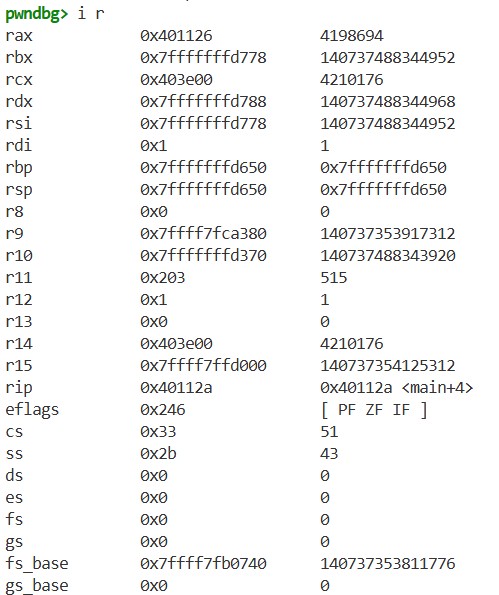 pwndbg> i r
rax 0x401126 4198694
rbx 0x7fffffffd778 140737488344952
rcx 0x403e00 4210176
rdx 0x7fffffffd788 140737488344968
rsi 0x7fffffffd778 140737488344952
rdi 0x1 1
rbp 0x7fffffffd650 0x7fffffffd650
rsp 0x7fffffffd650 0x7fffffffd650
r8 0x0 0
r9 0x7ffff7fca380 140737353917312
r10 0x7fffffffd370 140737488343920
r11 0x203 515
r12 0x1 1
r13 0x0 0
r14 0x403e00 4210176
r15 0x7ffff7ffd000 140737354125312
rip 0x40112a 0x40112a <main+4>
eflags 0x246 [ PF ZF IF ]
cs 0x33 51
ss 0x2b 43
ds 0x0 0
es 0x0 0
fs 0x0 0
gs 0x0 0
fs_base 0x7ffff7fb0740 140737353811776
gs_base 0x0 0